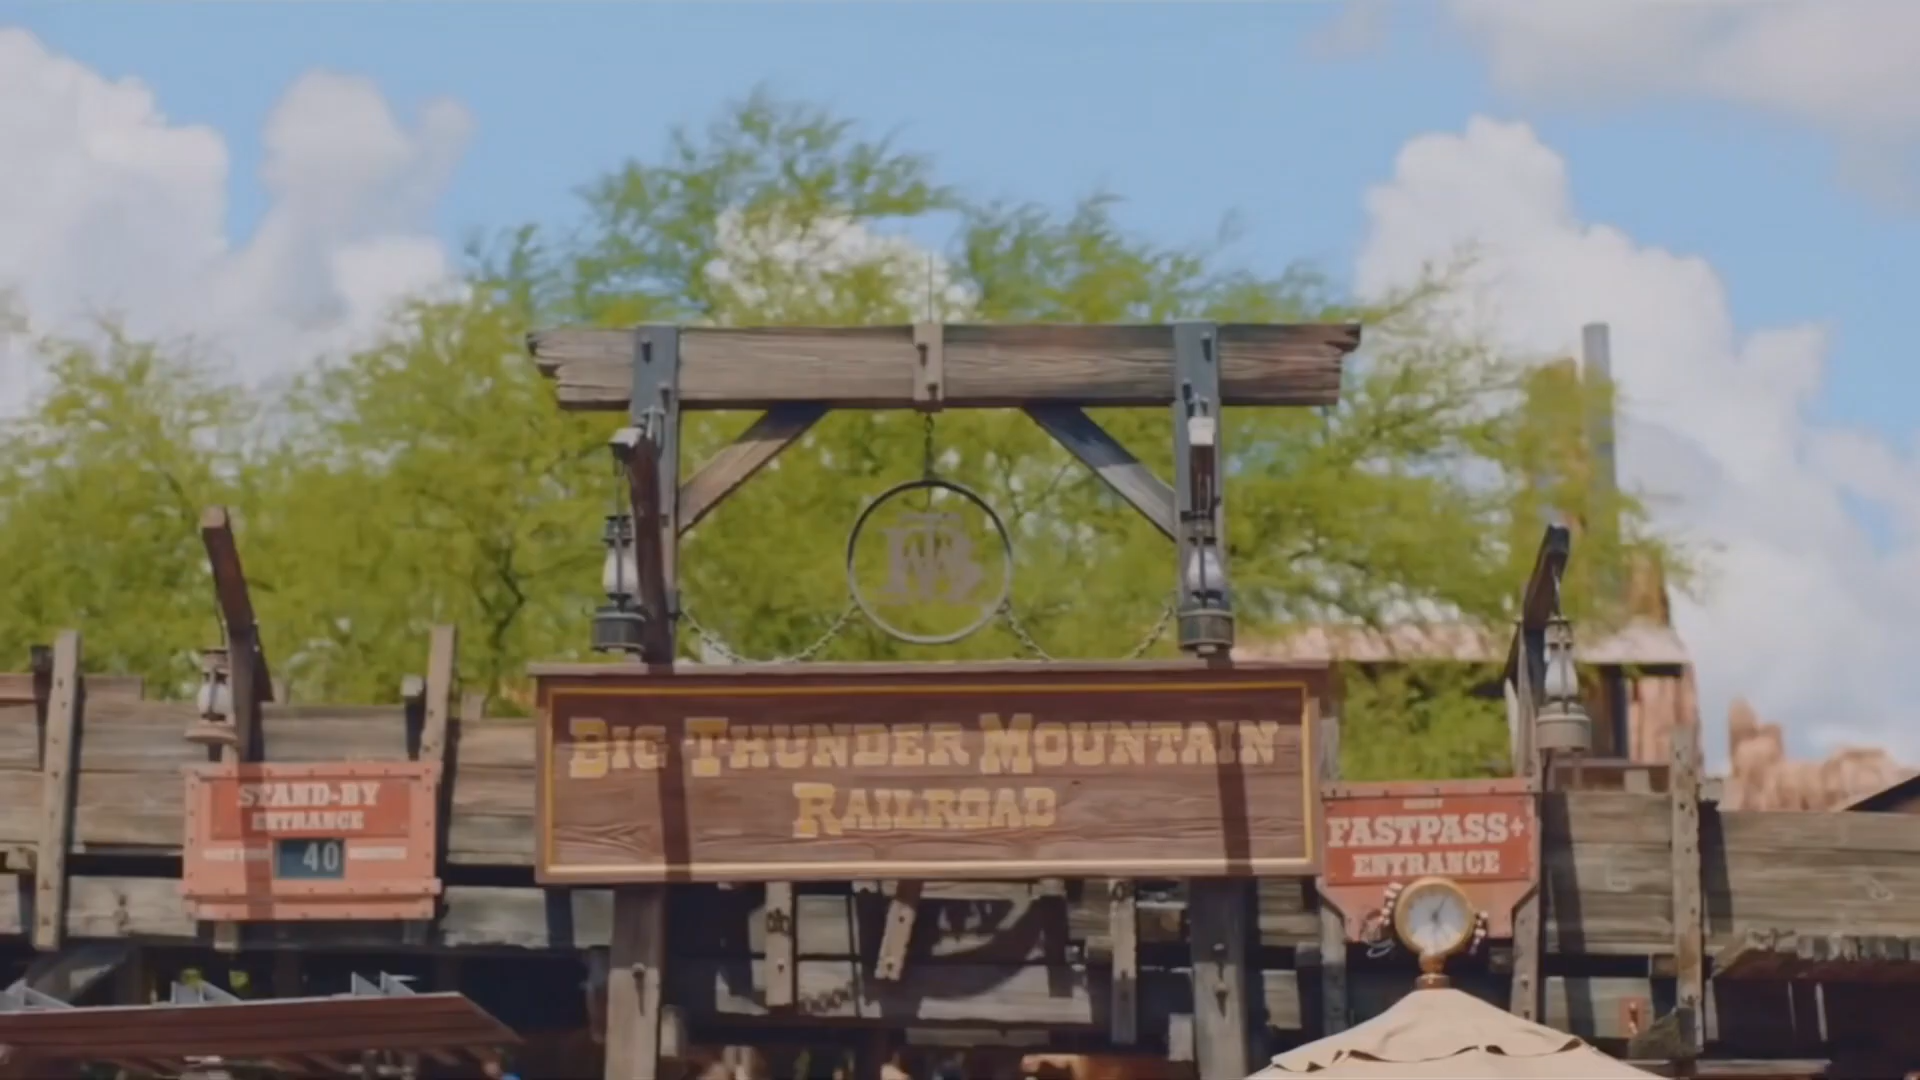 BIG THUNDER MOUNTAIN
RAILROAD
STAND-BY
ENTRANCE
40
FASTPASS+
ENTRANCE